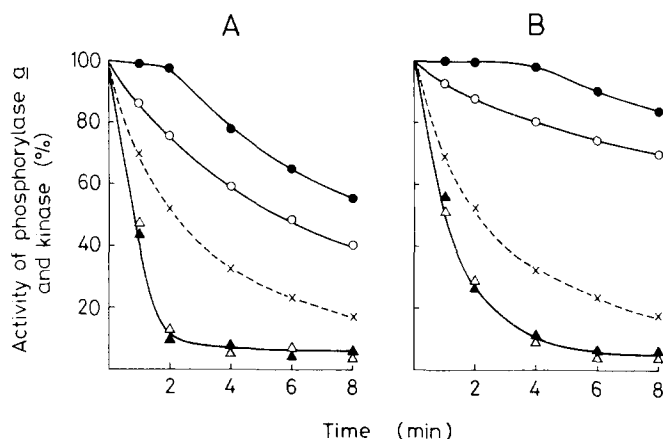 A
B
Activity of phosphorylase a
and kinase (%)
100
80
60
40
20
2 4 6 8
2 4 6 8
Time (min)